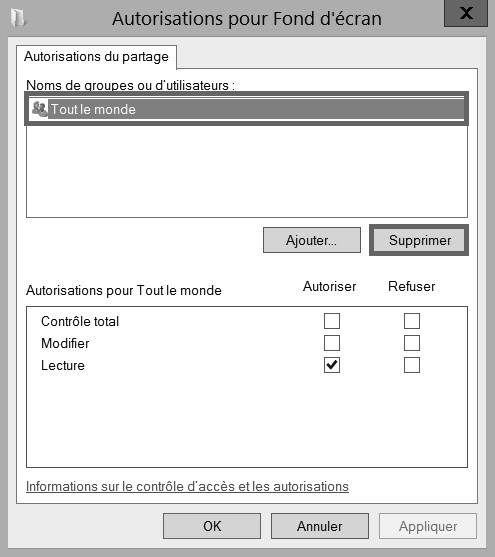 Autorisations pour Fond d'écran
X
Autorisations du partage
Noms de groupes ou d'utilisateurs :
Tout le monde
Ajouter... Supprimer
Autorisations pour Tout le monde Autoriser Refuser
Contrôle total
Modifier
Lecture
Informations sur le contrôle d'accès et les autorisations
OK Annuler Appliquer